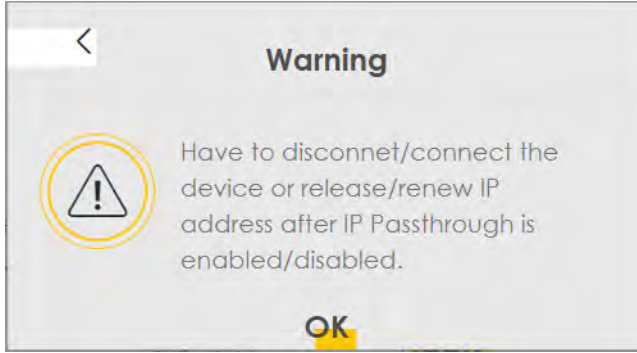 Warning
Have to disconnet/connect the
device or release/renew IP
address after IP Passthrough is
enabled/disabled.
OK